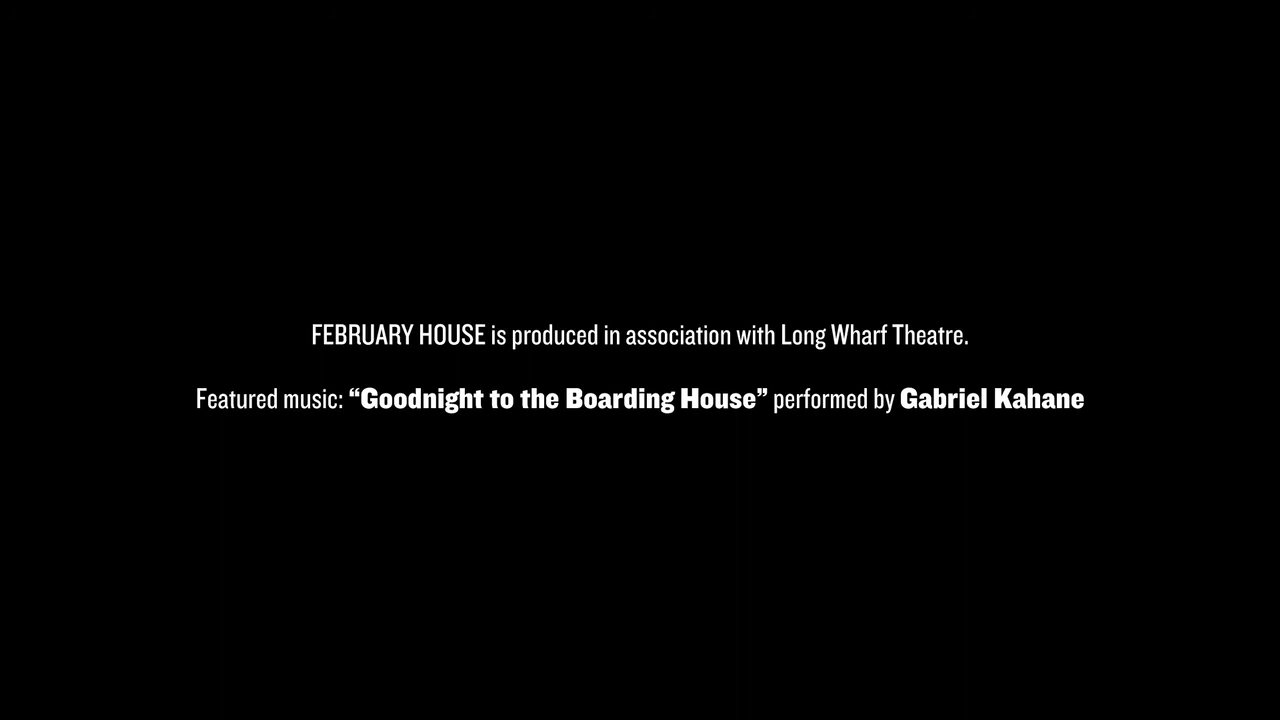 FEBRUARY HOUSE is produced in association with Long Wharf Theatre.
Featured music: “Goodnight to the Boarding House” performed by Gabriel Kahane